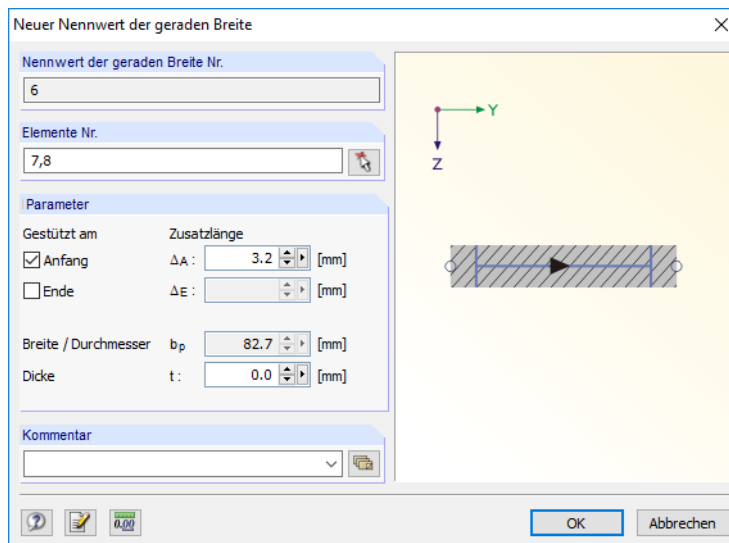 Neuer Nennwert der geraden Breite
Nennwert der geraden Breite Nr.
6
Elemente Nr.
7,8
Parameter
Gestützt am Zusatzlänge
Anfang ΔA : 3.2 [mm]
Ende ΔE : [mm]
Breite / Durchmesser bp 82.7 [mm]
Dicke t : 0.0 [mm]
Kommentar
Y
Z
0.00
OK Abbrechen